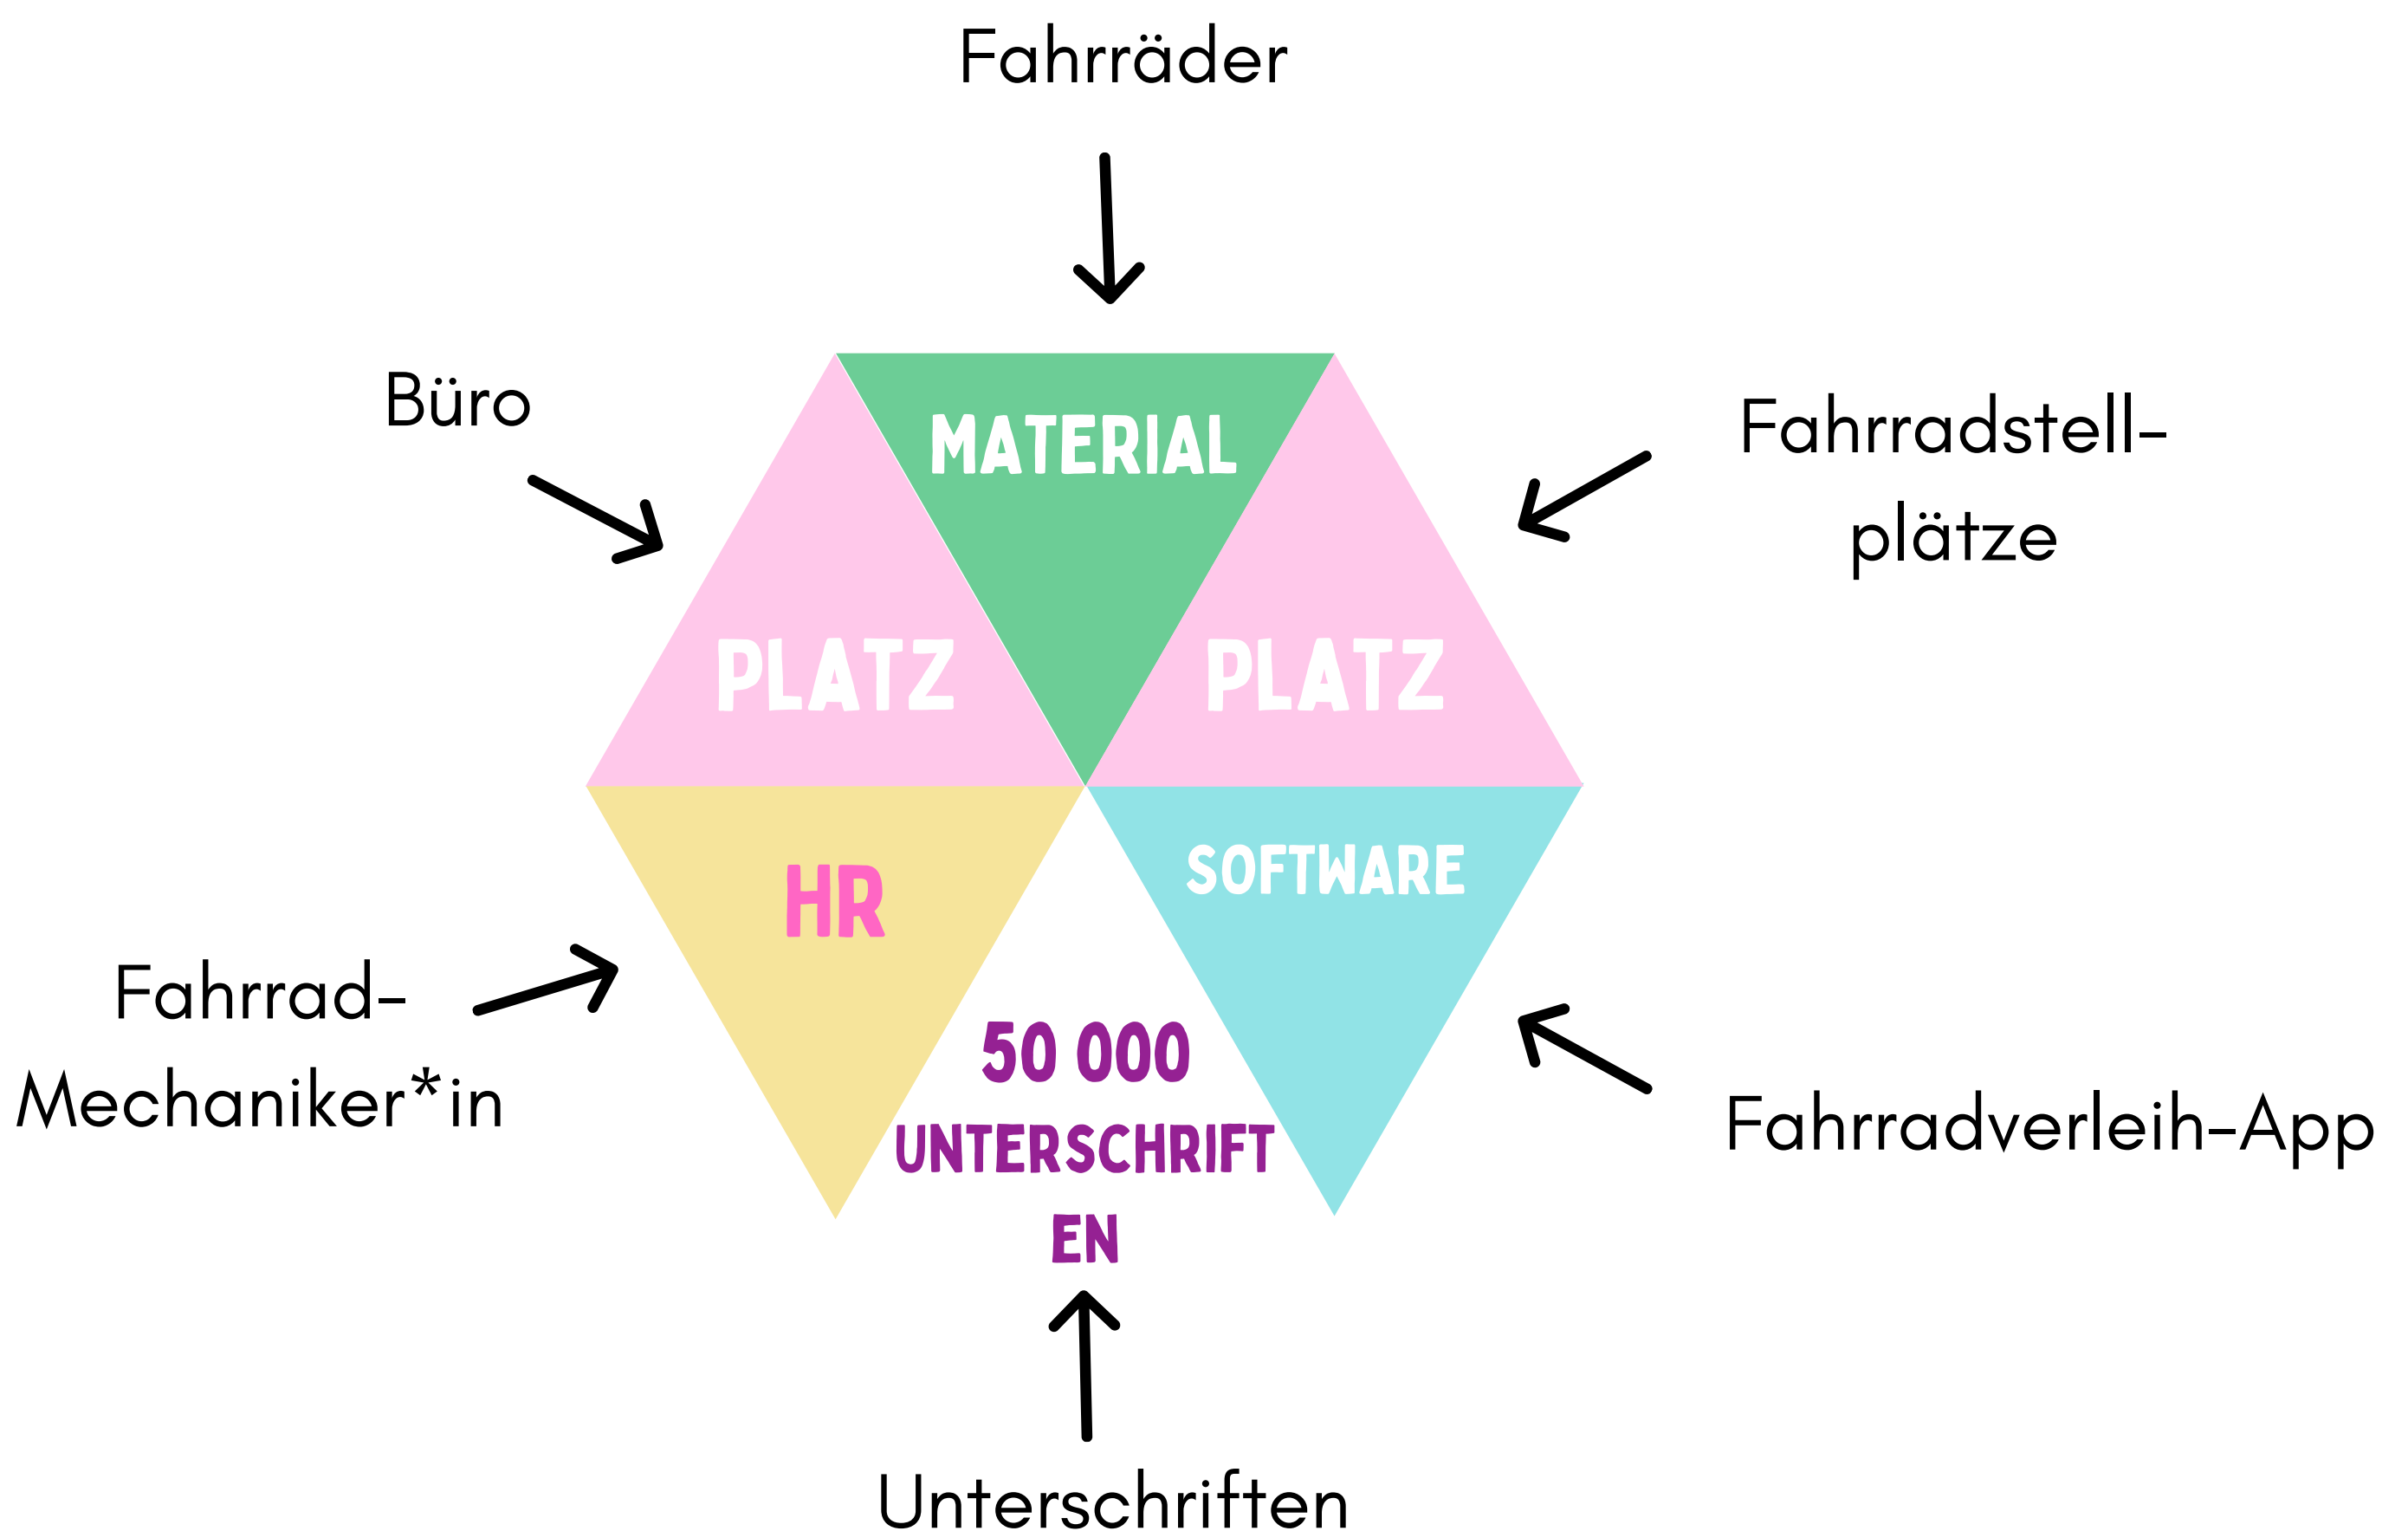 Fahrräder
Büro
MATERIAL
Fahrradstell-
plätze
PLATZ
PLATZ
HR
SOFTWARE
Fahrrad-
Mechaniker*in
50 000
UNTERSCHRIFT
EN
Fahrradverleih-App
Unterschriften